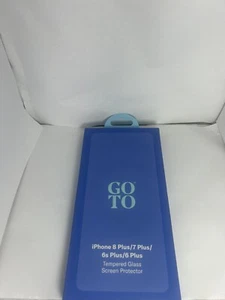 GO
TO
iPhone 8 Plus/7 Plus/
6s Plus/6 Plus
Tempered Glass
Screen Protector